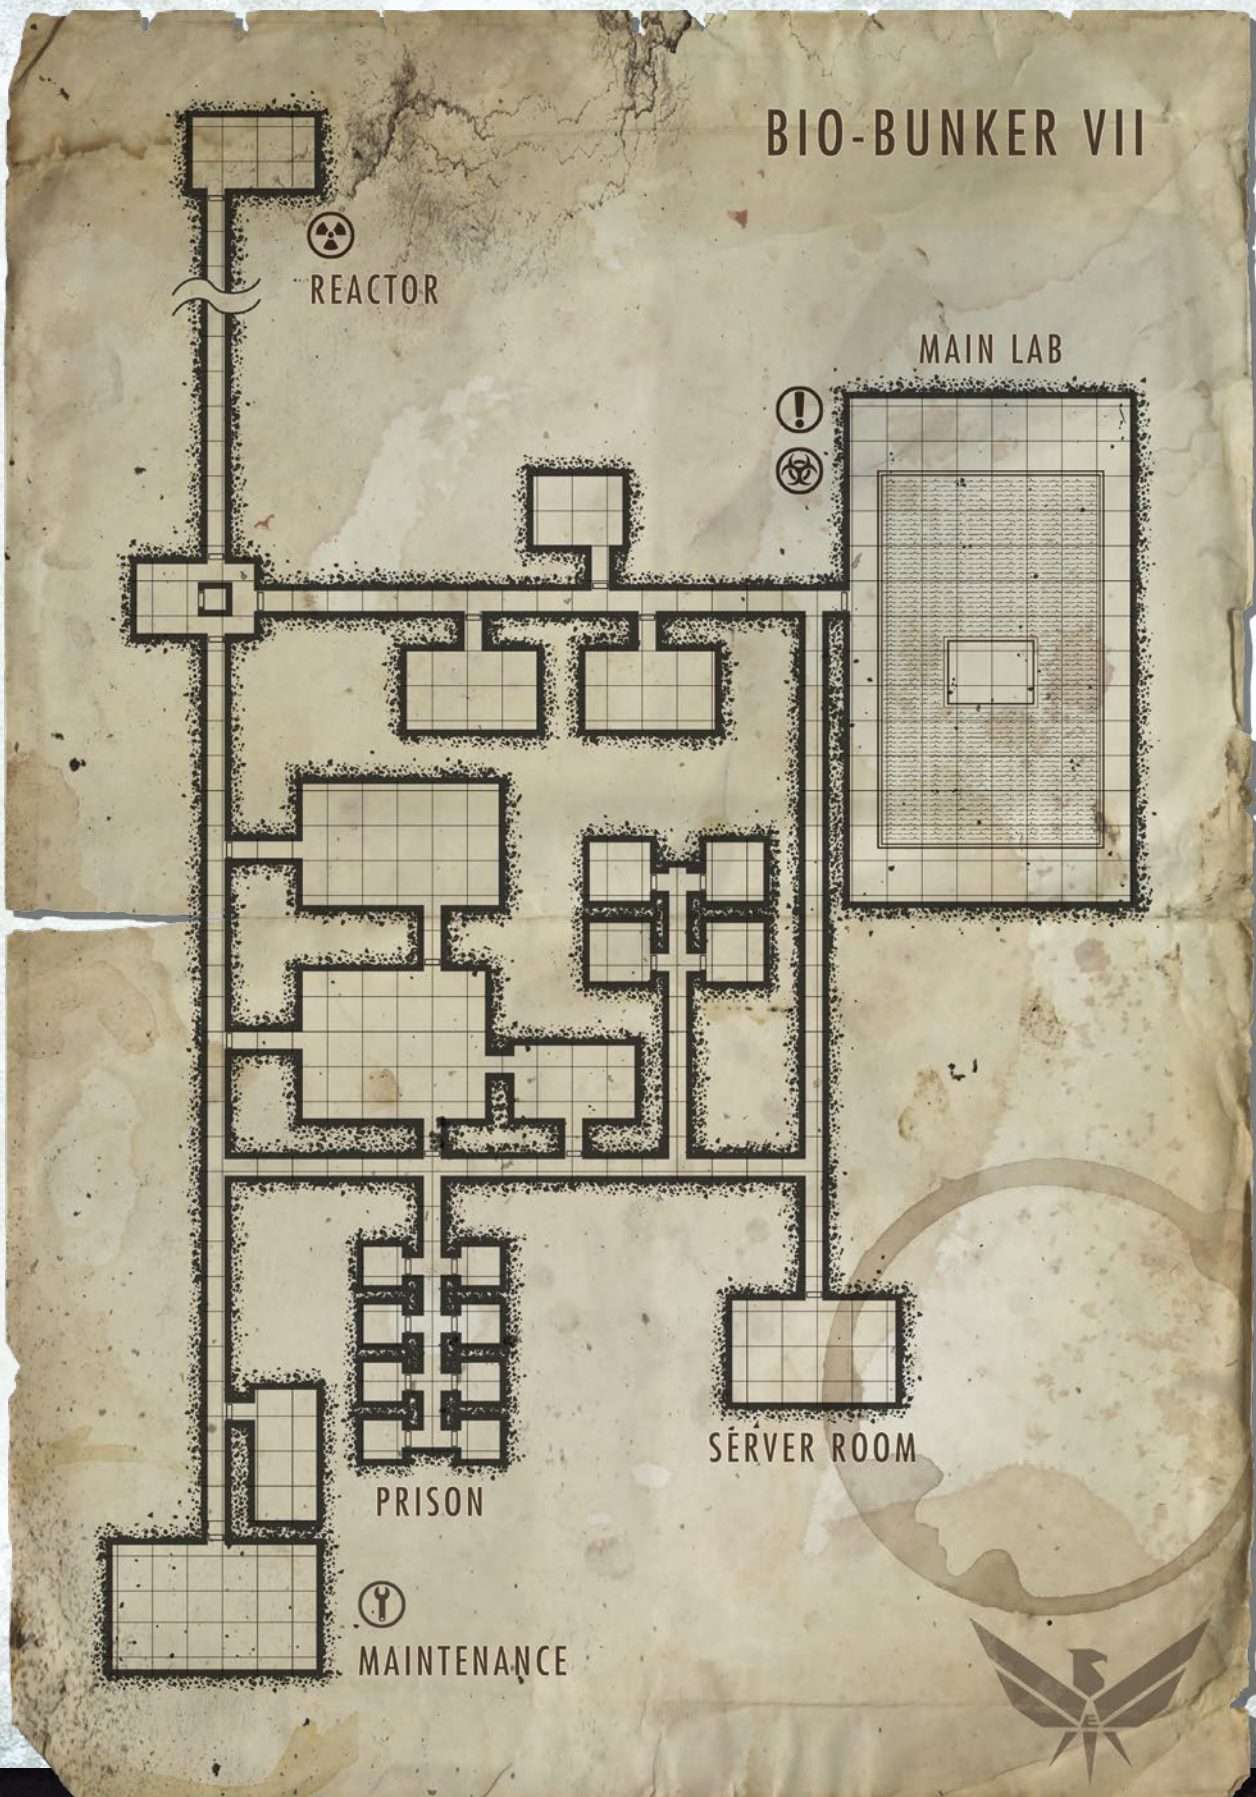 BIO-BUNKER VII
REACTOR
MAIN LAB
SERVER ROOM
PRISON
MAINTENANCE